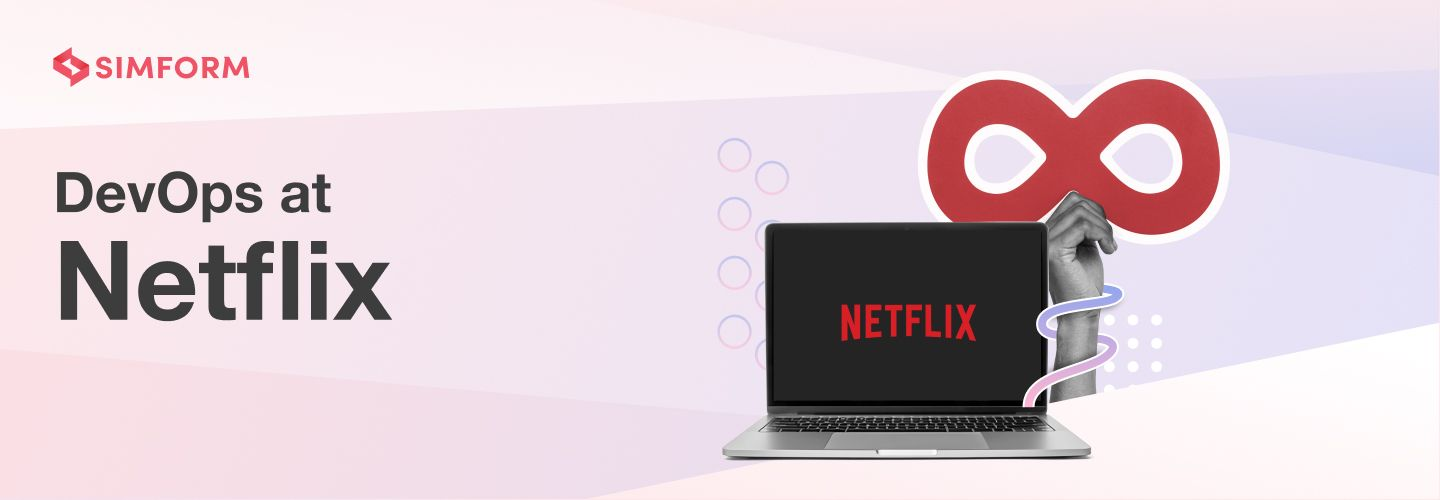 SIMFORM
DevOps at
Netflix
NETFLIX